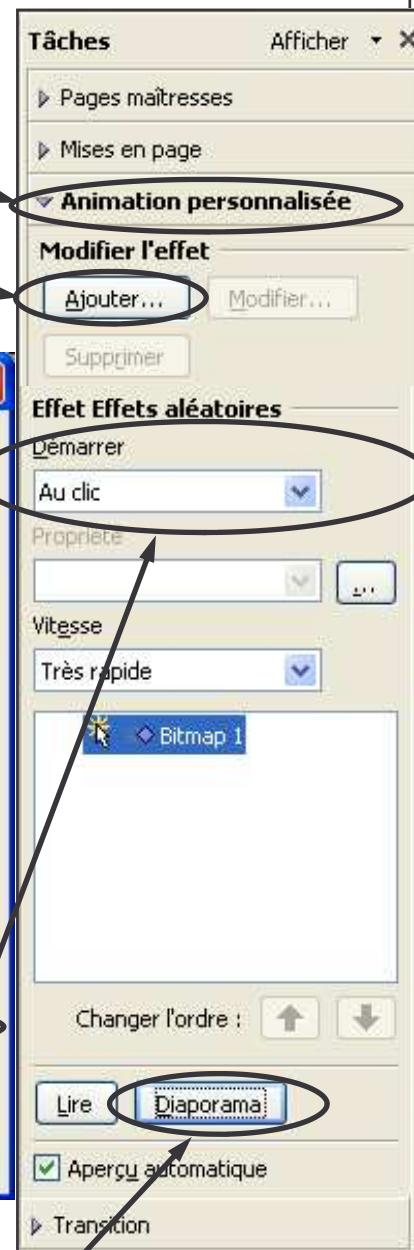 Tâches Afficher
Pages maîtresses
Mises en page
Animation personnalisée
Modifier l'effet
Ajouter... Modifier...
Supprimer
Effet Effets aléatoires
Démarrer
Au clic
Propriété
...
Vitesse
Très rapide
Bitmap 1
Changer l'ordre :
Lire Diaporama
Aperçu automatique
Transition